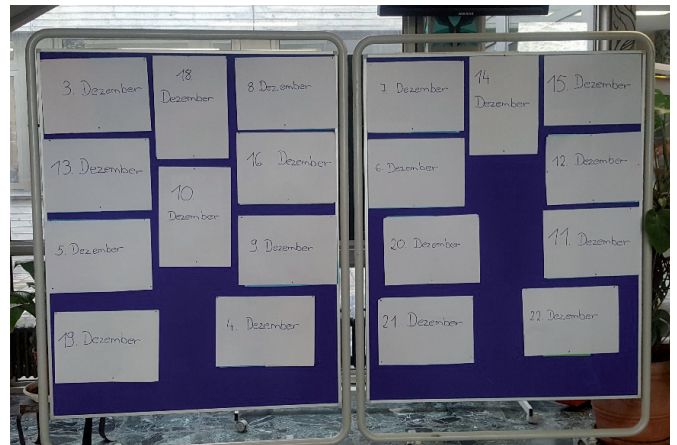 3. Dezember
18
Dezember
8. Dezember
13. Dezember
16 Dezember
10
Dezember
5. Dezember
9. Dezember
19. Dezember
4. Dezember
7. Dezember
14
Dezember
15. Dezember
6. Dezember
12. Dezember
20. Dezember
11. Dezember
21 Dezember
22. Dezember